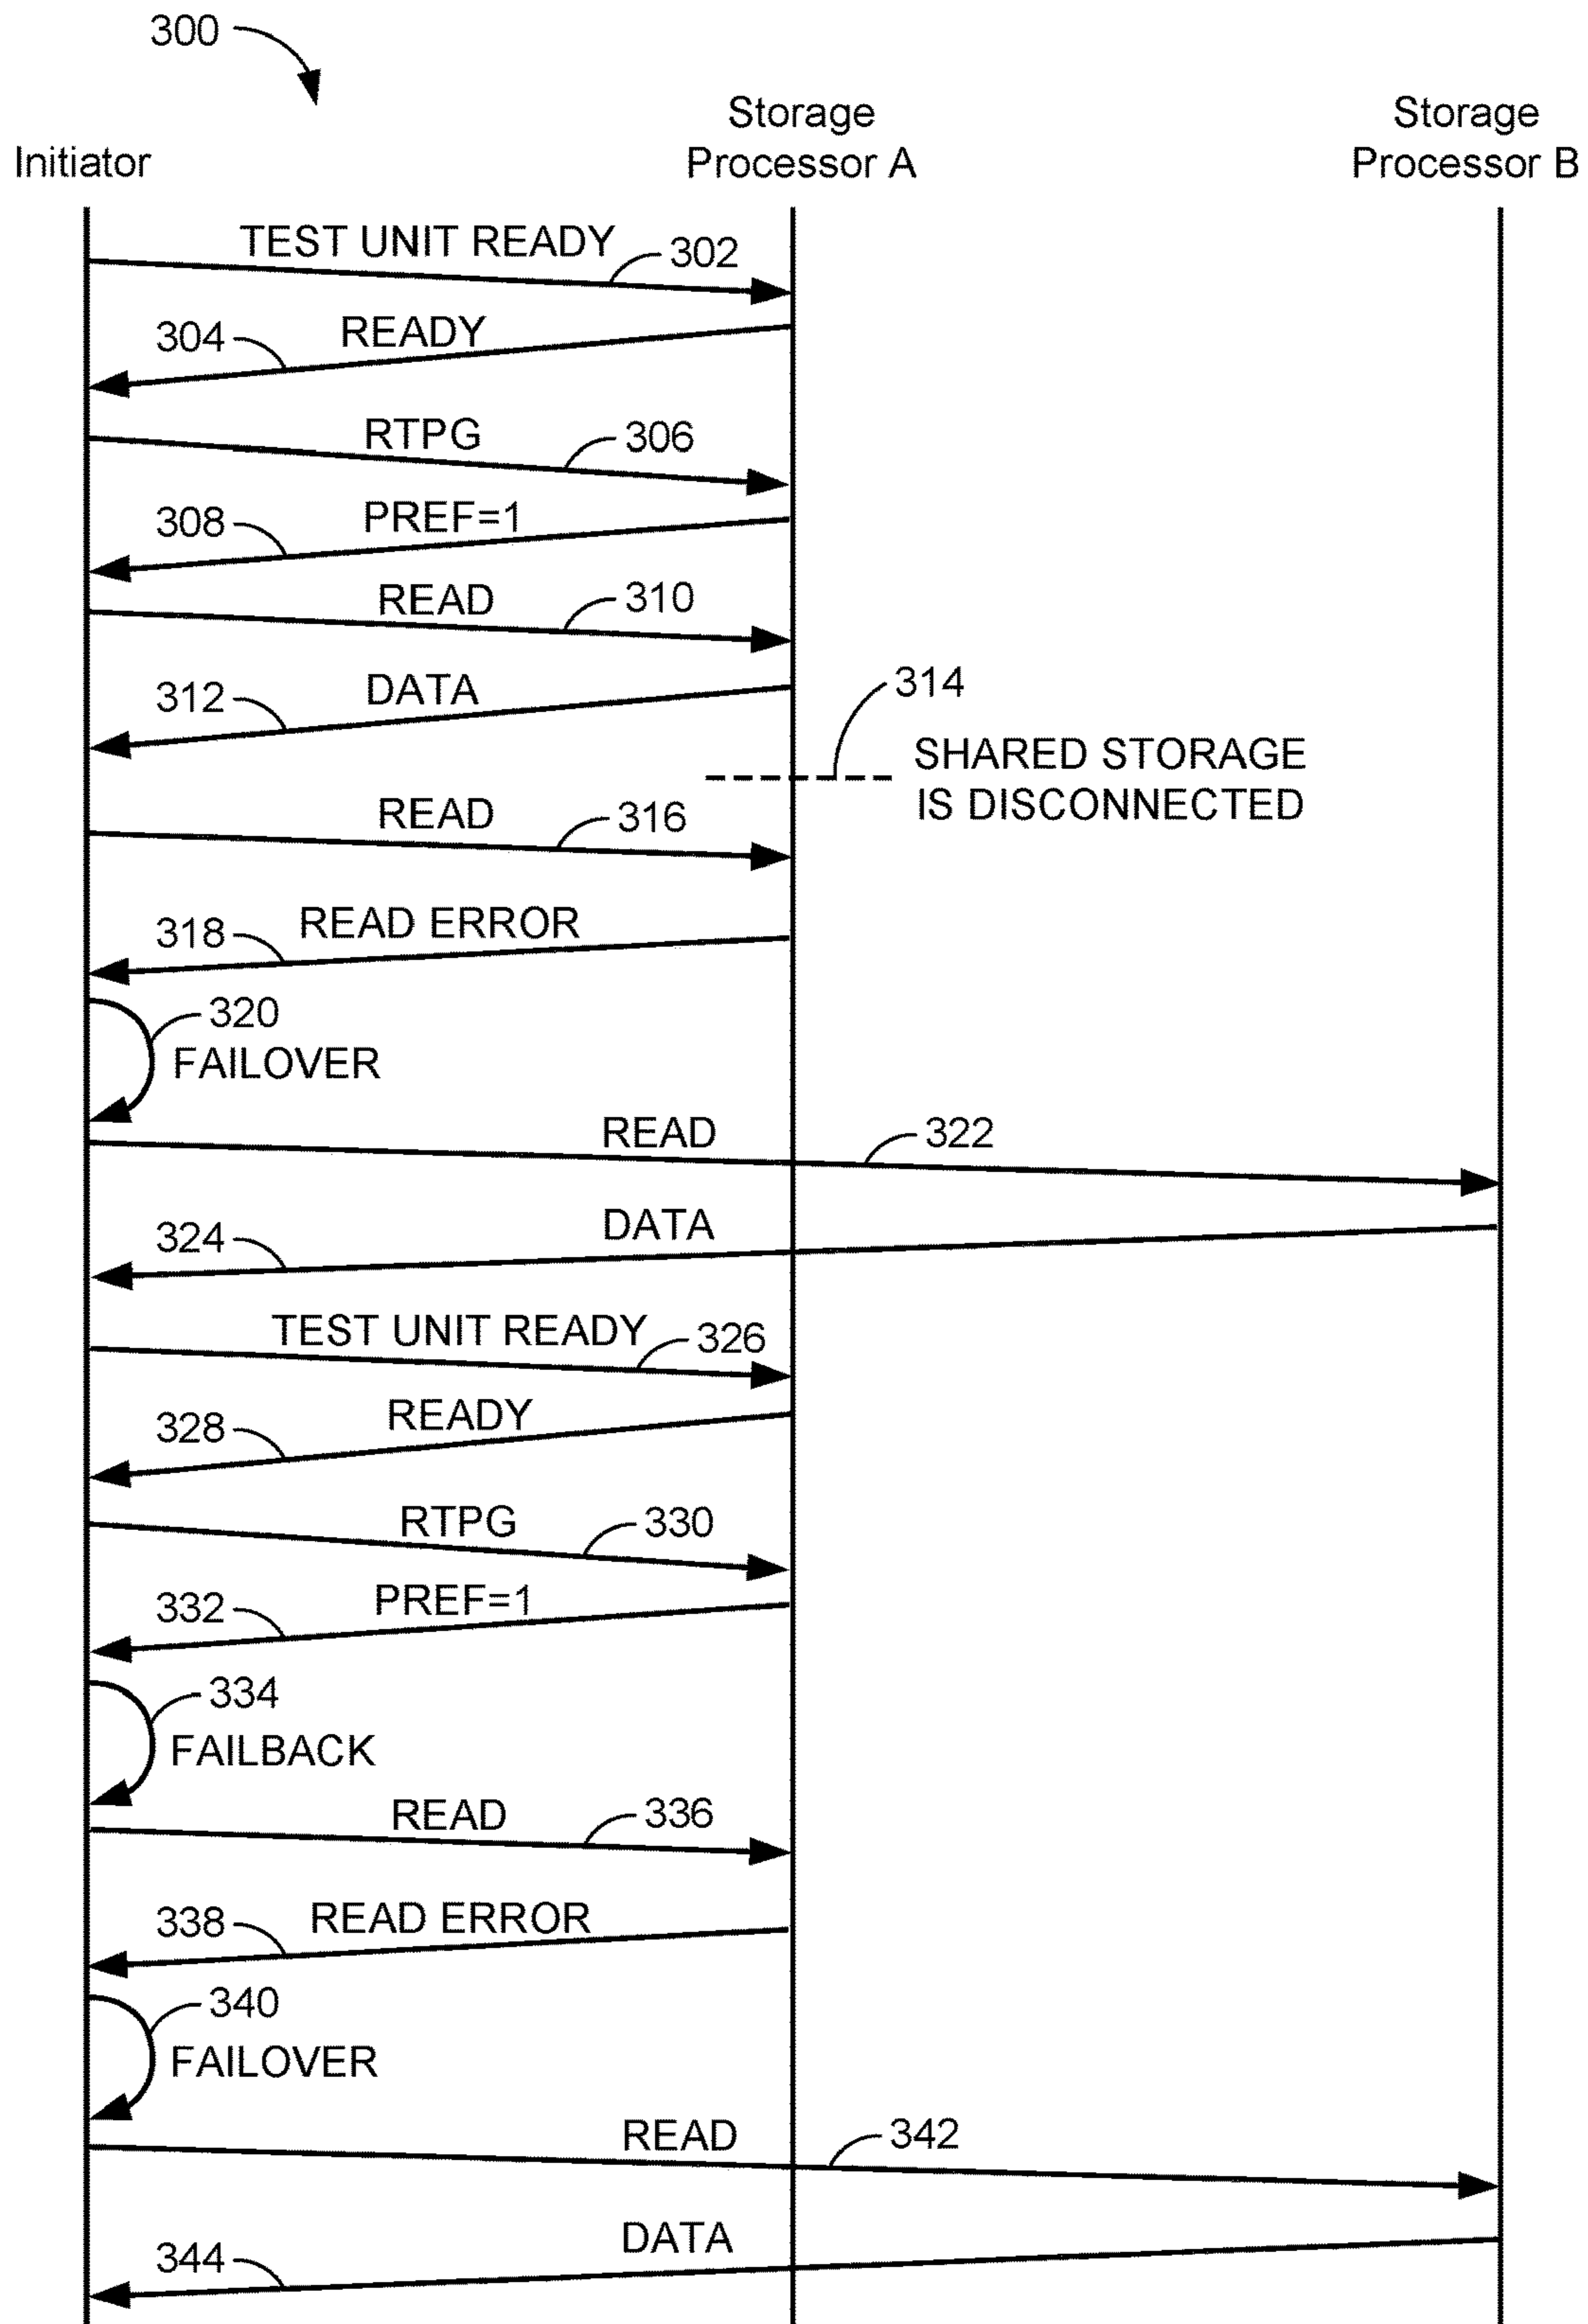 300
Initiator
Storage
Processor A
Storage
Processor B
TEST UNIT READY
302
304
READY
RTPG
306
308
PREF=1
READ
310
312
DATA
314
SHARED STORAGE
IS DISCONNECTED
READ
316
318
READ ERROR
320
FAILOVER
READ
322
324
DATA
TEST UNIT READY
326
328
READY
RTPG
330
332
PREF=1
334
FAILBACK
READ
336
338
READ ERROR
340
FAILOVER
READ
342
344
DATA